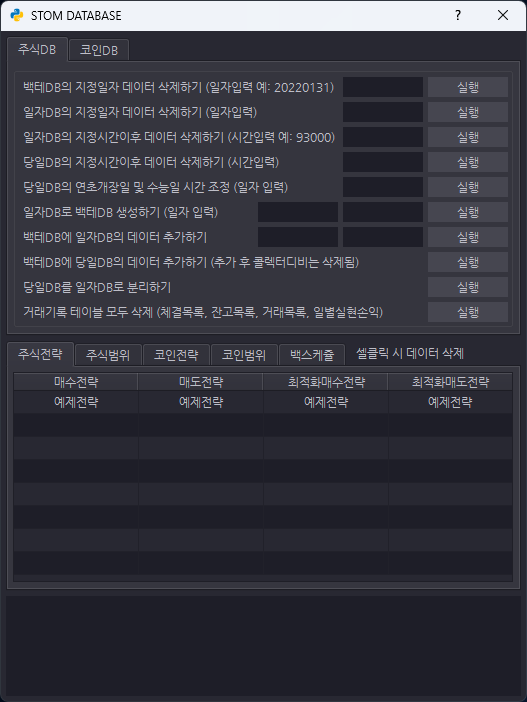 STOM DATABASE
주식DB 코인DB
백테DB의 지정일자 데이터 삭제하기 (일자입력 예: 20220131) 실행
일자DB의 지정일자 데이터 삭제하기 (일자입력) 실행
일자DB의 지정시간이후 데이터 삭제하기 (시간입력 예: 93000) 실행
당일DB의 지정시간이후 데이터 삭제하기 (시간입력) 실행
당일DB의 연초개장일 및 수능일 시간 조정 (일자 입력) 실행
일자DB로 백테DB 생성하기 (일자 입력) 실행
백테DB에 일자DB의 데이터 추가하기 실행
백테DB에 당일DB의 데이터 추가하기 (추가 후 콜렉터디비는 삭제됨) 실행
당일DB를 일자DB로 분리하기 실행
거래기록 테이블 모두 삭제 (체결목록, 잔고목록, 거래목록, 일별실현손익) 실행
주식전략 주식범위 코인전략 코인범위 백스케쥴 셀클릭 시 데이터 삭제
매수전략 매도전략 최적화매수전략 최적화매도전략
예제전략 예제전략 예제전략 예제전략